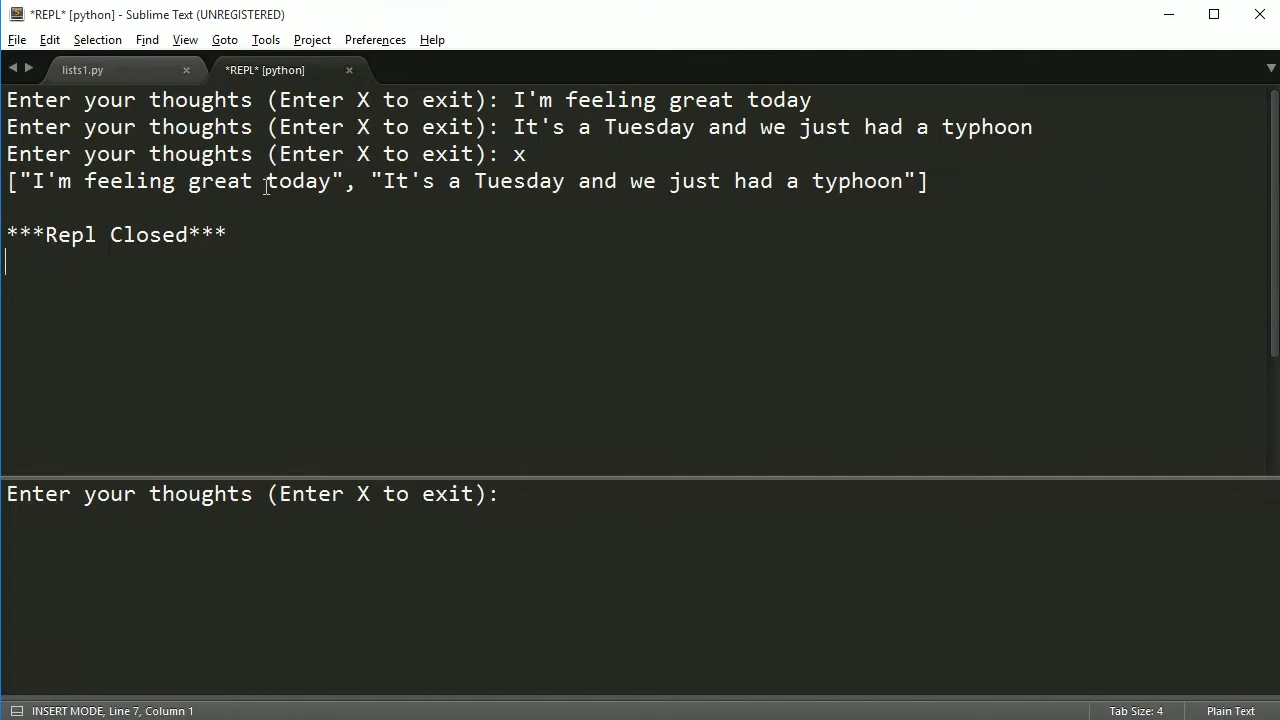 *REPL* [python] - Sublime Text (UNREGISTERED)
File Edit Selection Find View Goto Tools Project Preferences Help
lists1.py *REPL* [python]
Enter your thoughts (Enter X to exit): I'm feeling great today
Enter your thoughts (Enter X to exit): It's a Tuesday and we just had a typhoon
Enter your thoughts (Enter X to exit): x
["I'm feeling great today", "It's a Tuesday and we just had a typhoon"]
***Repl Closed***
Enter your thoughts (Enter X to exit):
INSERT MODE, Line 7, Column 1 Tab Size: 4 Plain Text